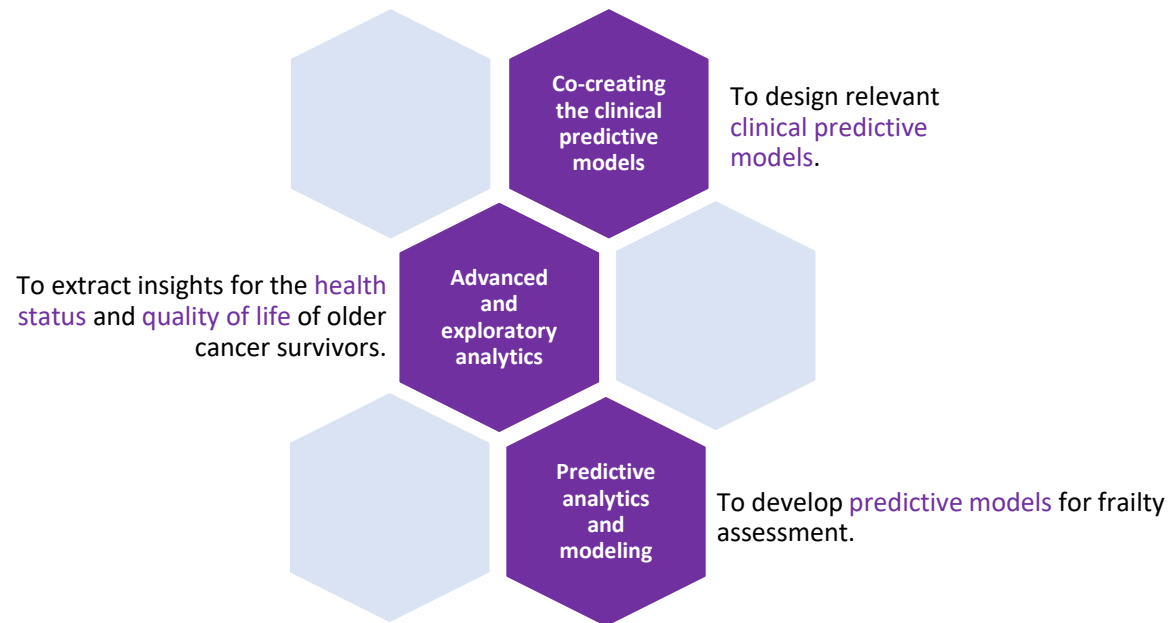 Co-creating
the clinical
predictive
models
To design relevant
clinical predictive
models.
To extract insights for the health
status and quality of life of older
cancer survivors.
Advanced
and
exploratory
analytics
Predictive
analytics
and
modeling
To develop predictive models for frailty
assessment.